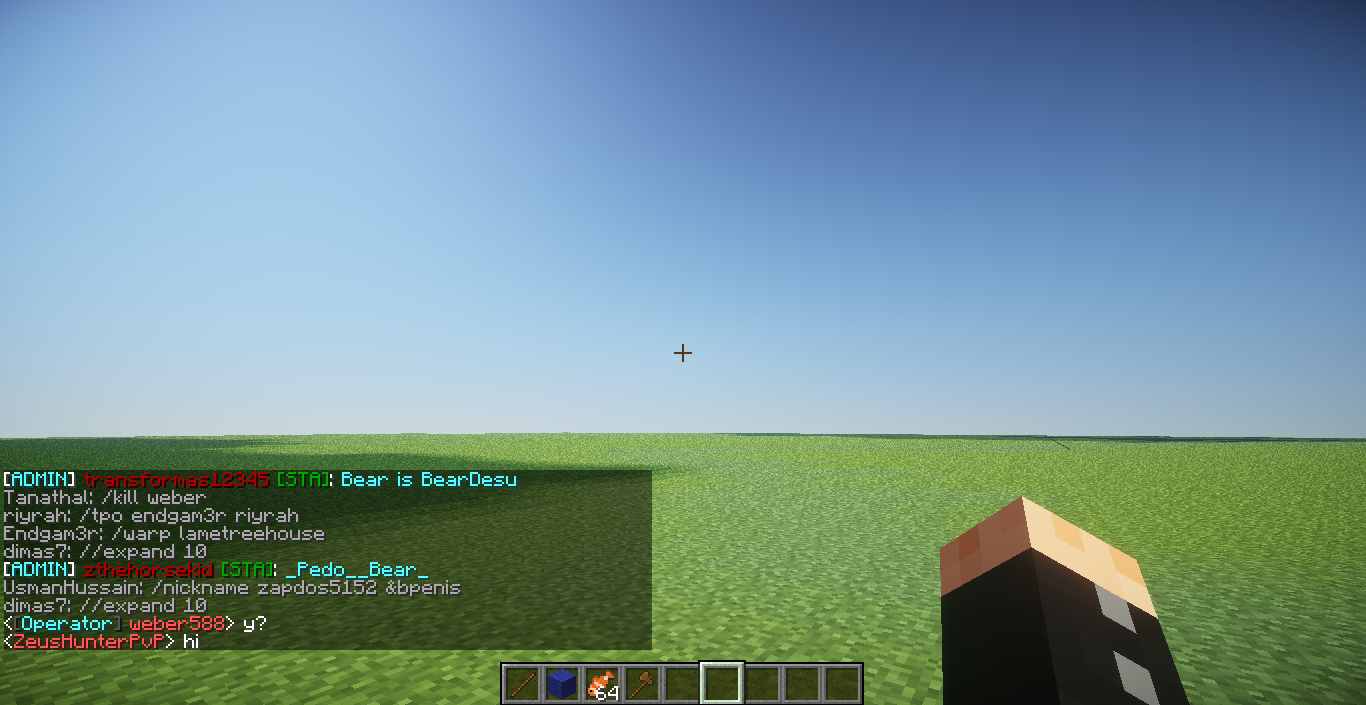 [ADMIN] transformas12345 [STA]: Bear is BearDesu
Tanathal: /kill weber
riyrah: /tpo endgam3r riyrah
Endgam3r: /warp lametreehouse
dimas7: //expand 10
[ADMIN] zthehorsekid [STA]: _Pedo__Bear_
UsmanHussain: /nickname zapdos5152 &bpenis
dimas7: //expand 10
<[Operator] weber588> y?
<ZeusHunterPvP> hi
64